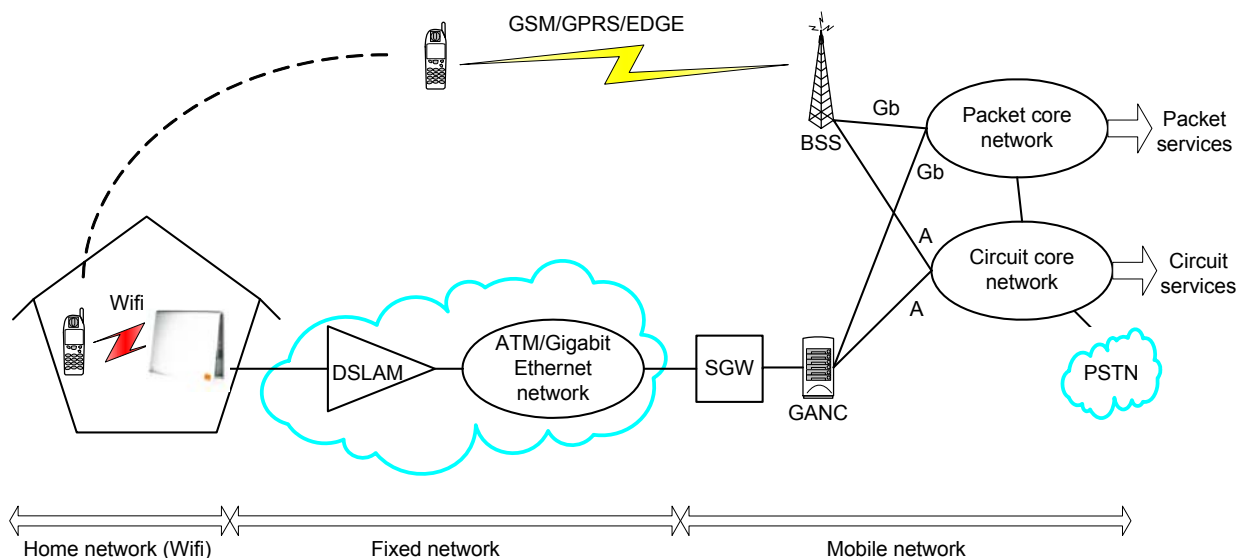 GSM/GPRS/EDGE
Gb
BSS
Packet core
network
Packet
services
Gb
A
Circuit core
network
Circuit
services
A
Wifi
DSLAM
ATM/Gigabit
Ethernet
network
SGW
GANC
PSTN
Home network (Wifi)
Fixed network
Mobile network